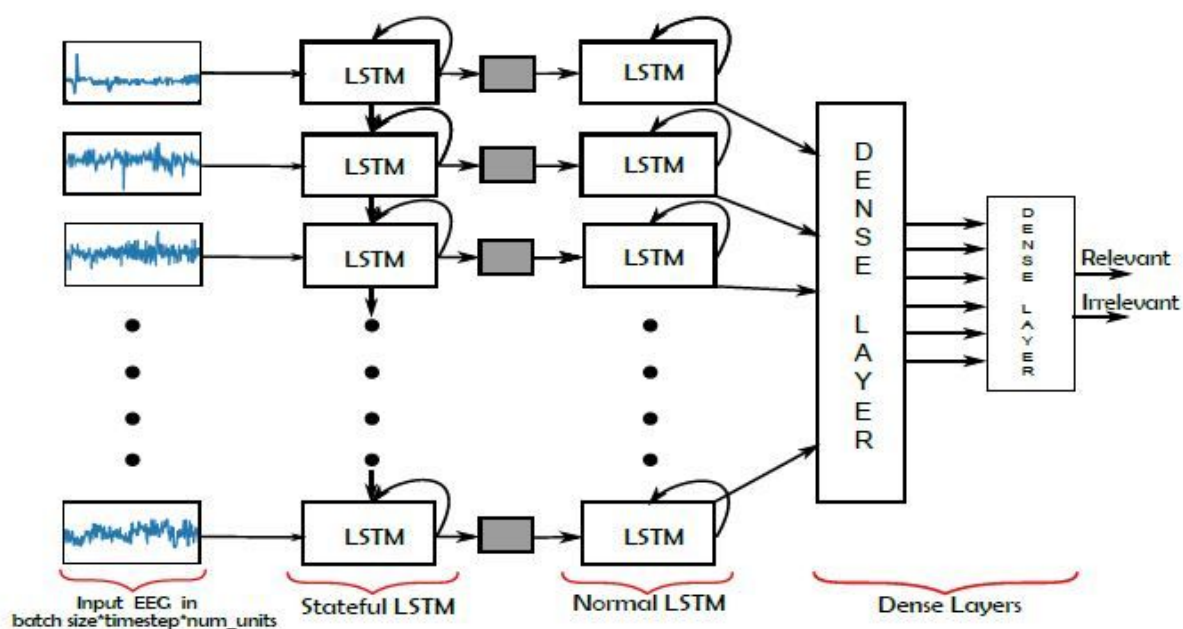 LSTM
LSTM
LSTM
LSTM
LSTM
LSTM
LSTM
LSTM
DENSE LAYER
DENSE LAYER
Relevant
Irrelevant
Input EEG in
batch size*timestep*num_units
Stateful LSTM
Normal LSTM
Dense Layers